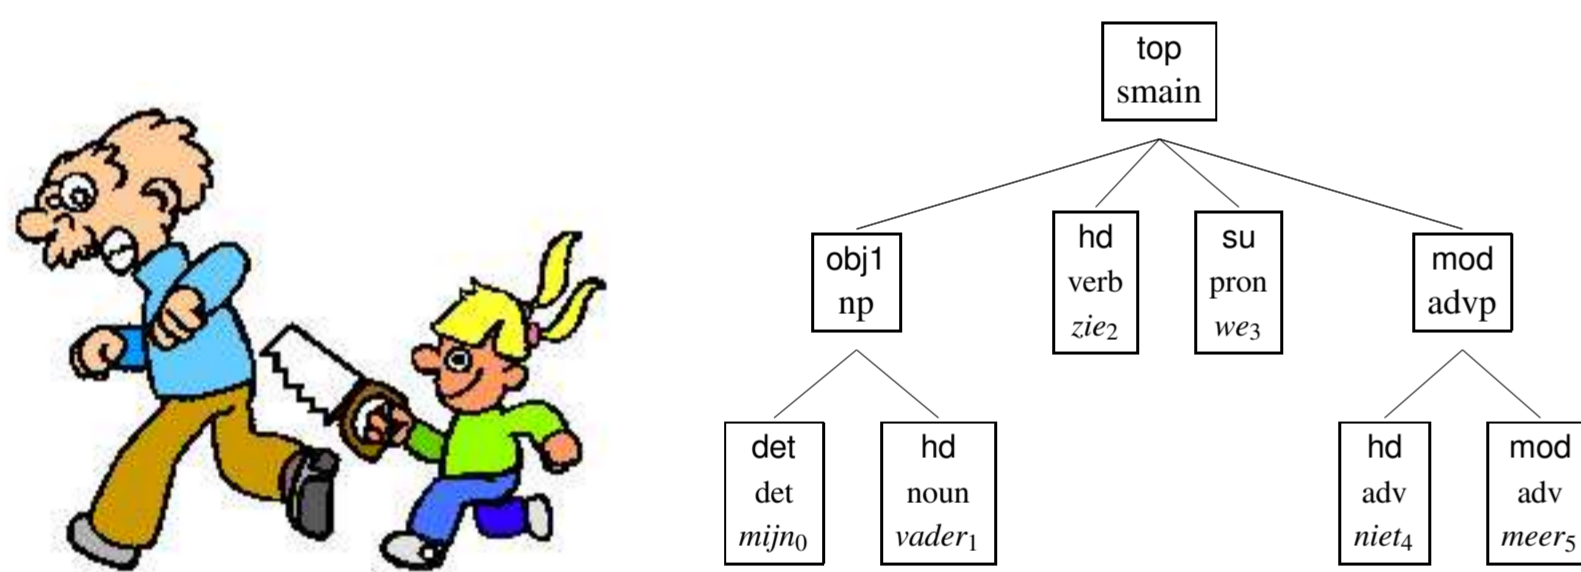 top
smain
obj1
np
hd
verb
zie2
su
pron
we3
mod
advp
det
det
mijn0
hd
noun
vader1
hd
adv
niet4
mod
adv
meer5